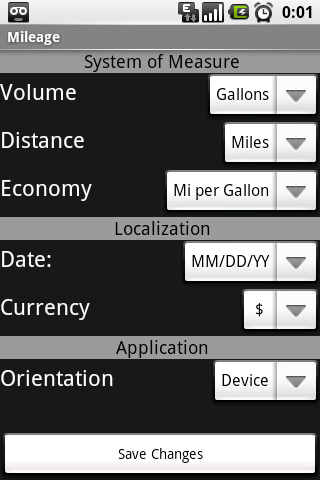 E
0:01
Mileage
System of Measure
Volume Gallons
Distance Miles
Economy Mi per Gallon
Localization
Date: MM/DD/YY
Currency $
Application
Orientation Device
Save Changes